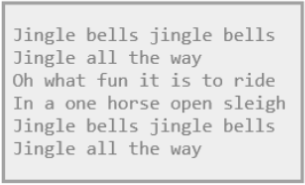 Jingle bells jingle bells
Jingle all the way
Oh what fun it is to ride
In a one horse open sleigh
Jingle bells jingle bells
Jingle all the way